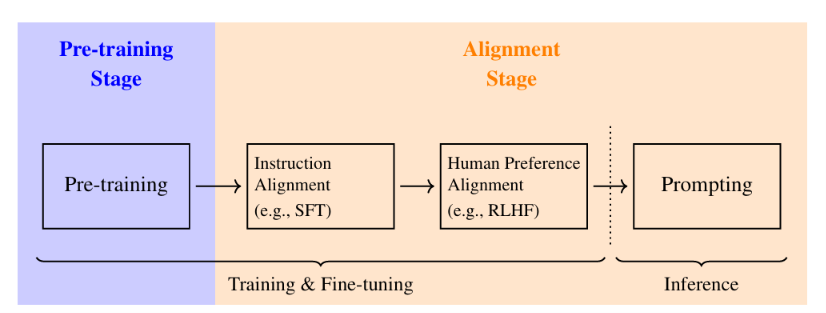 Pre-training
Stage
Alignment
Stage
Pre-training
Instruction
Alignment
(e.g., SFT)
Human Preference
Alignment
(e.g., RLHF)
Prompting
Training & Fine-tuning
Inference